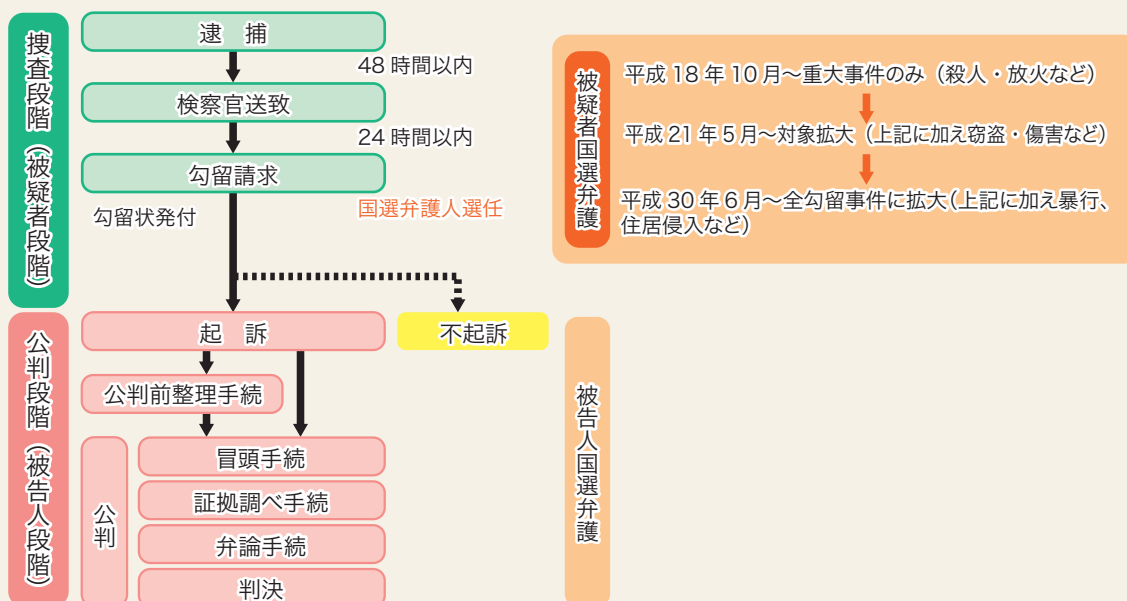 捜査段階（被疑者段階）
逮　捕
48 時間以内
検察官送致
24 時間以内
勾留請求
勾留状発付
国選弁護人選任
被疑者国選弁護
平成 18 年 10 月～重大事件のみ（殺人・放火など）
平成 21 年 5 月～対象拡大（上記に加え窃盗・傷害など）
平成 30 年 6 月～全勾留事件に拡大（上記に加え暴行、
住居侵入など）
公判段階（被告人段階）
起　訴
不起訴
公判前整理手続
公判
冒頭手続
証拠調べ手続
弁論手続
判決
被告人国選弁護